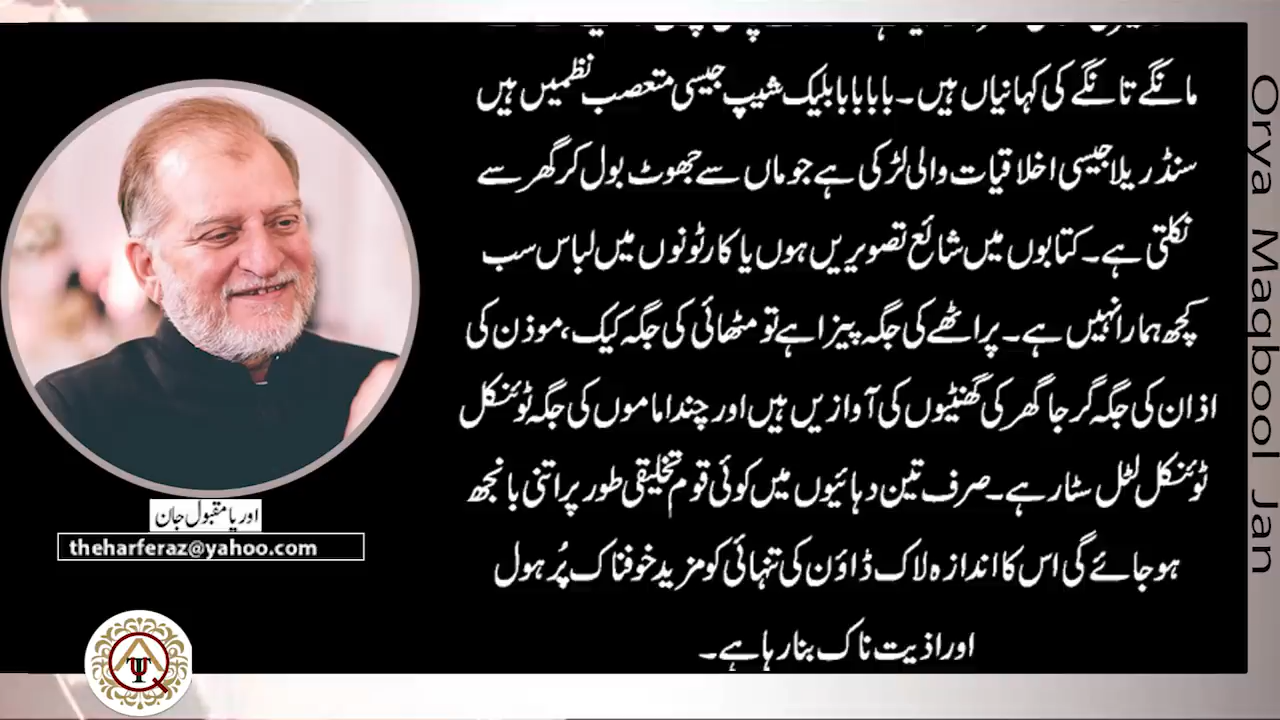 مانگے تانگے کی کہانیاں ہیں۔ بابابابا بلیک شیپ جیسی متعصب نظمیں ہیں
سنڈریلا جیسی اخلاقیات والی لڑکی ہے جو ماں سے جھوٹ بول کر گھر سے
نکلتی ہے۔ کتابوں میں شائع تصویریں ہوں یا کارٹونوں میں لباس سب
کچھ ہمارا نہیں ہے۔ پراٹھے کی جگہ پیزا ہے تو مٹھائی کی جگہ کیک، موذن کی
اذان کی جگہ گرجا گھر کی گھنٹیوں کی آوازیں ہیں اور چندا ماموں کی جگہ ٹوئنکل
ٹوئنکل لٹل سٹار ہے۔ صرف تین دہائیوں میں کوئی قوم تخلیقی طور پر اتنی بانجھ
ہو جائے گی اس کا اندازہ لاک ڈاؤن کی تنہائی کو مزید خوفناک پُر ہول
اور اذیت ناک بنا رہا ہے۔
اوریا مقبول جان
theharferaz@yahoo.com
Orya Maqbool Jan